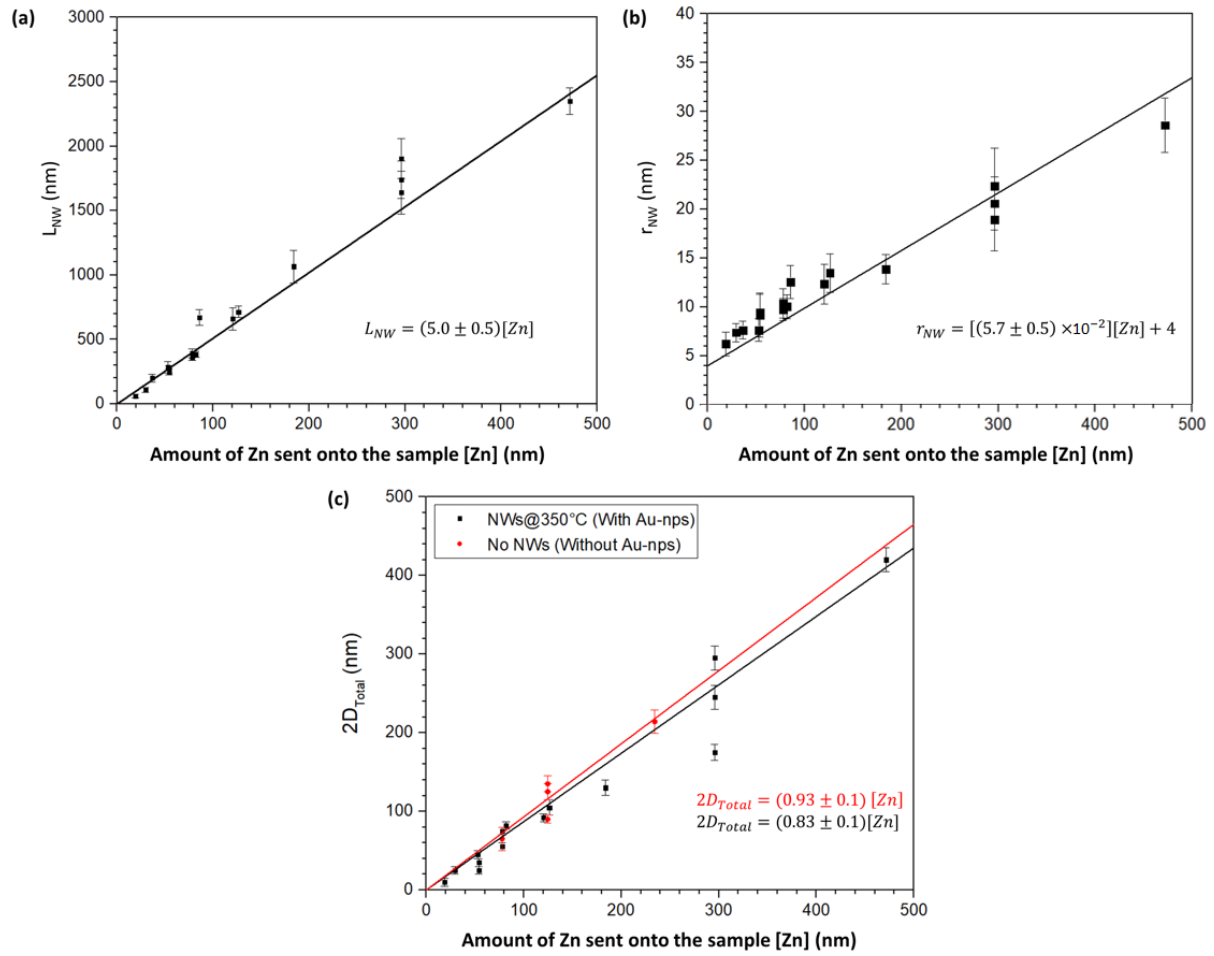 (a)
3000
2500
2000
1500
1000
500
0
L_NW (nm)
L_NW = (5.0 ± 0.5)[Zn]
0 100 200 300 400 500
Amount of Zn sent onto the sample [Zn] (nm)
(b)
40
35
30
25
20
15
10
5
0
r_NW (nm)
r_NW = [(5.7 ± 0.5) ×10⁻²][Zn] + 4
0 100 200 300 400 500
Amount of Zn sent onto the sample [Zn] (nm)
(c)
500
400
300
200
100
0
2D_Total (nm)
NWs@350°C (With Au-nps)
No NWs (Without Au-nps)
2D_Total = (0.93 ± 0.1) [Zn]
2D_Total = (0.83 ± 0.1)[Zn]
0 100 200 300 400 500
Amount of Zn sent onto the sample [Zn] (nm)